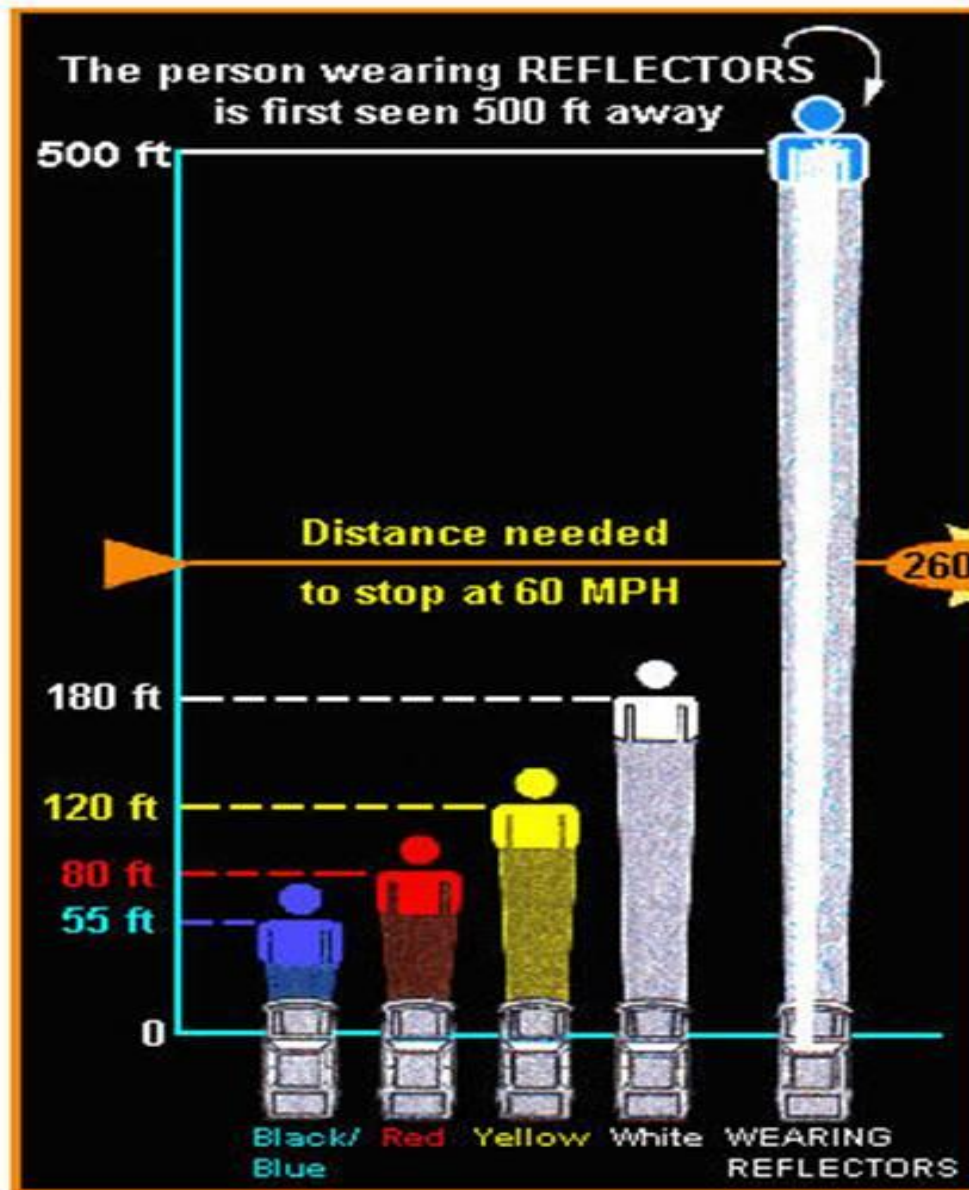 The person wearing REFLECTORS
is first seen 500 ft away
500 ft
Distance needed
260
to stop at 60 MPH
180 ft
120 ft
80 ft
55 ft
0
Black/ Red Yellow White WEARING
Blue REFLECTORS